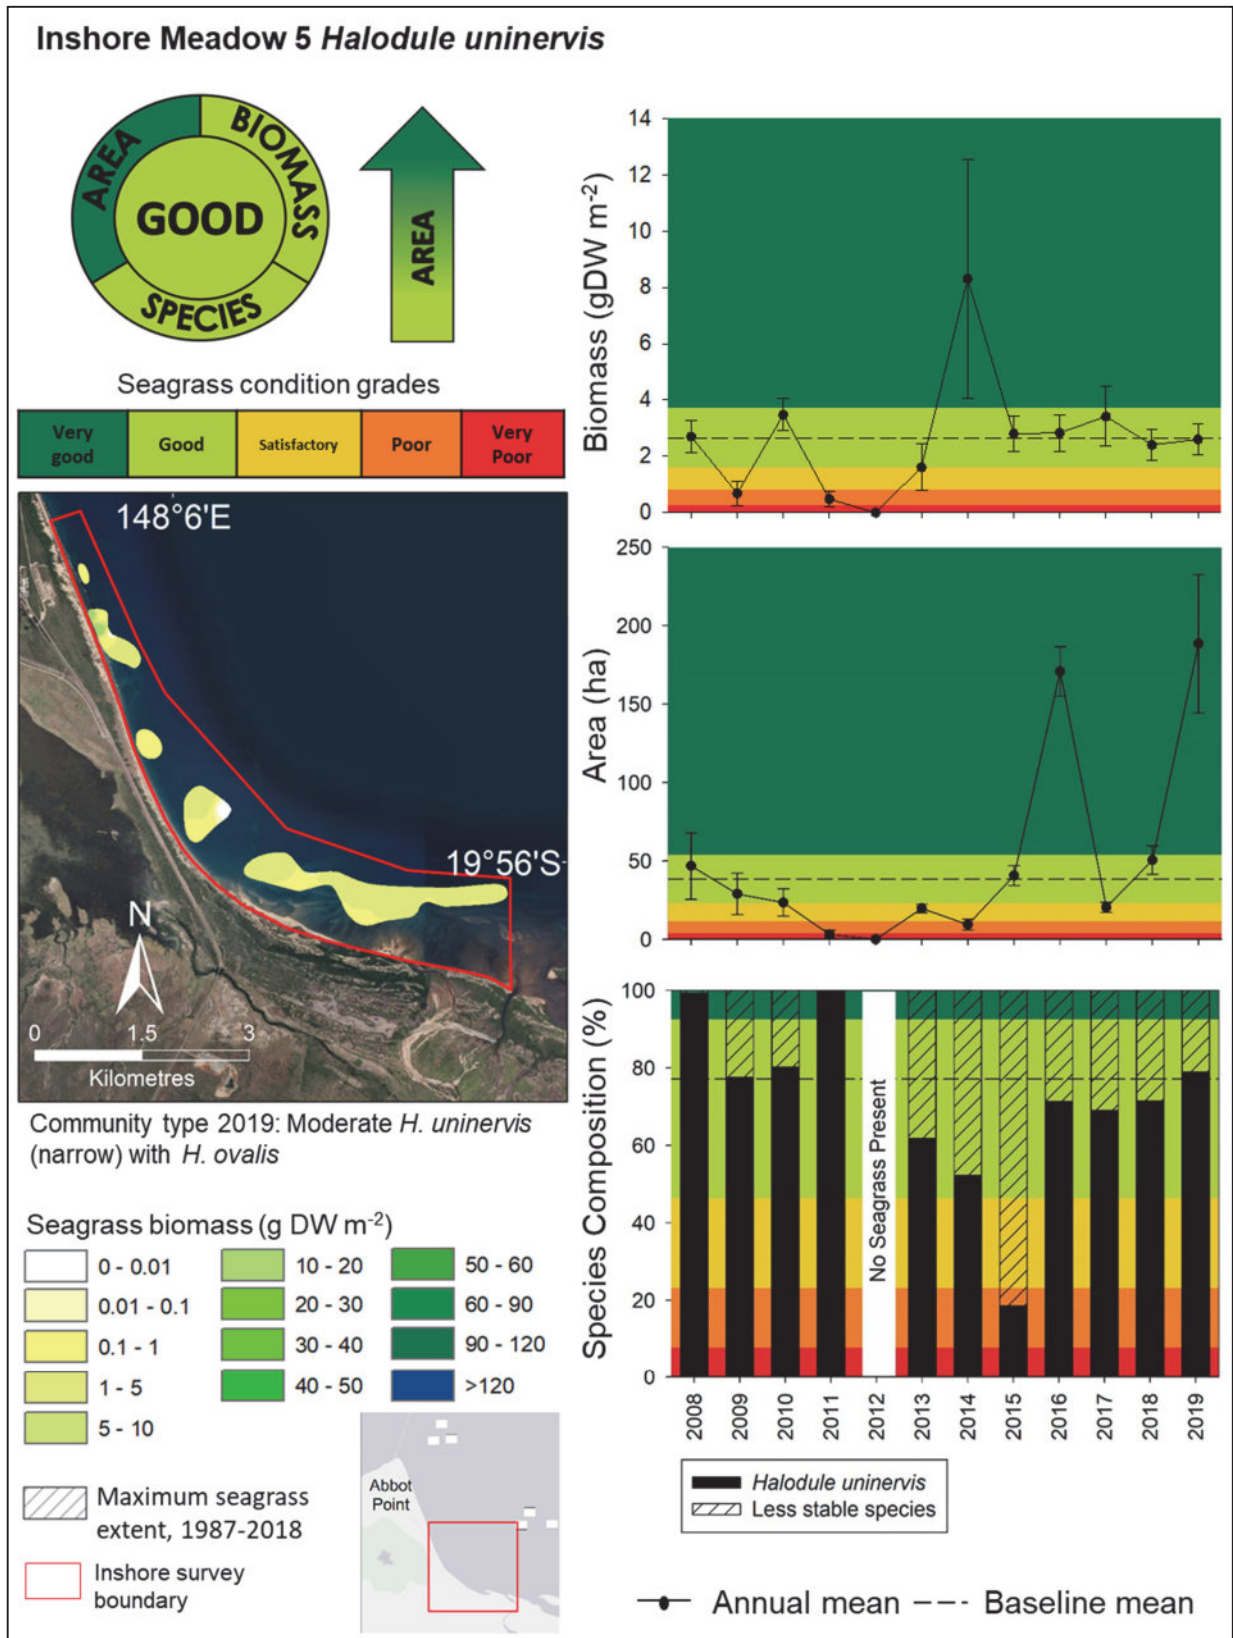 Inshore Meadow 5 Halodule uninervis
AREA
BIOMASS
SPECIES
GOOD
AREA
Seagrass condition grades
Very good
Good
Satisfactory
Poor
Very Poor
148°6'E
19°56'S
N
0 1.5 3
Kilometres
Community type 2019: Moderate H. uninervis
(narrow) with H. ovalis
Seagrass biomass (g DW m-2)
0 - 0.01
0.01 - 0.1
0.1 - 1
1 - 5
5 - 10
10 - 20
20 - 30
30 - 40
40 - 50
50 - 60
60 - 90
90 - 120
>120
Maximum seagrass
extent, 1987-2018
Inshore survey
boundary
Abbot
Point
Biomass (gDW m-2)
14
12
10
8
6
4
2
0
Area (ha)
250
200
150
100
50
0
Species Composition (%)
100
80
60
40
20
0
No Seagrass Present
2008 2009 2010 2011 2012 2013 2014 2015 2016 2017 2018 2019
Halodule uninervis
Less stable species
Annual mean
Baseline mean